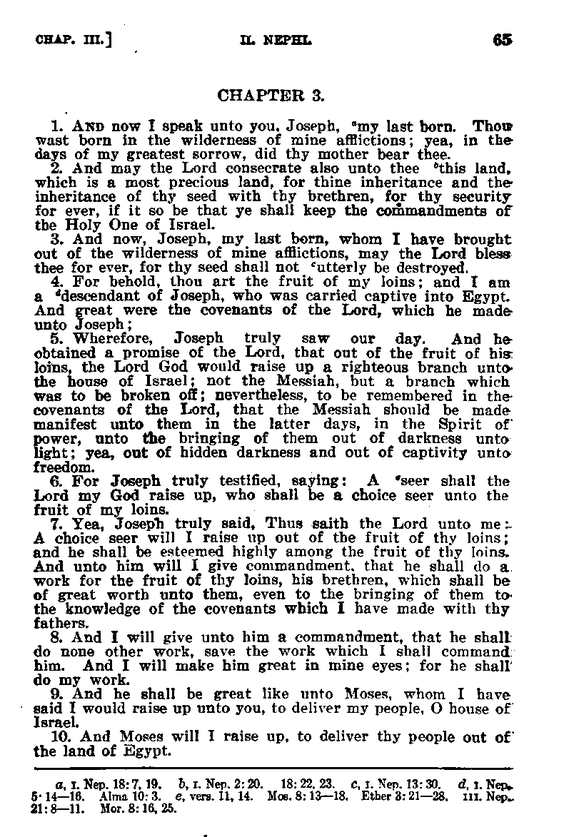 CHAP. III.] II. NEPHI. 65
CHAPTER 3.
1. AND now I speak unto you, Joseph, ᵃmy last born. Thou
wast born in the wilderness of mine afflictions; yea, in the
days of my greatest sorrow, did thy mother bear thee.
2. And may the Lord consecrate also unto thee ᵇthis land,
which is a most precious land, for thine inheritance and the
inheritance of thy seed with thy brethren, for thy security
for ever, if it so be that ye shall keep the commandments of
the Holy One of Israel.
3. And now, Joseph, my last born, whom I have brought
out of the wilderness of mine afflictions, may the Lord bless
thee for ever, for thy seed shall not ᶜutterly be destroyed.
4. For behold, thou art the fruit of my loins; and I am
a ᵈdescendant of Joseph, who was carried captive into Egypt.
And great were the covenants of the Lord, which he made
unto Joseph;
5. Wherefore, Joseph truly saw our day. And he
obtained a promise of the Lord, that out of the fruit of his
loins, the Lord God would raise up a righteous branch unto
the house of Israel; not the Messiah, but a branch which
was to be broken off; nevertheless, to be remembered in the
covenants of the Lord, that the Messiah should be made
manifest unto them in the latter days, in the Spirit of
power, unto the bringing of them out of darkness unto
light; yea, out of hidden darkness and out of captivity unto
freedom.
6. For Joseph truly testified, saying: A ᵉseer shall the
Lord my God raise up, who shall be a choice seer unto the
fruit of my loins.
7. Yea, Joseph truly said, Thus saith the Lord unto me:
A choice seer will I raise up out of the fruit of thy loins;
and he shall be esteemed highly among the fruit of thy loins.
And unto him will I give commandment, that he shall do a
work for the fruit of thy loins, his brethren, which shall be
of great worth unto them, even to the bringing of them to
the knowledge of the covenants which I have made with thy
fathers.
8. And I will give unto him a commandment, that he shall
do none other work, save the work which I shall command
him. And I will make him great in mine eyes; for he shall
do my work.
9. And he shall be great like unto Moses, whom I have
said I would raise up unto you, to deliver my people, O house of
Israel.
10. And Moses will I raise up, to deliver thy people out of
the land of Egypt.
a, I. Nep. 18:7, 19. b, I. Nep. 2:20. 18:22, 23. c, I. Nep. 13:30. d, I. Nep.
5:14—16. Alma 10:3. e, vers. 11, 14. Mos. 8:13—18. Ether 3:21—28. III. Nep.
21:8—11. Mor. 8:16, 25.